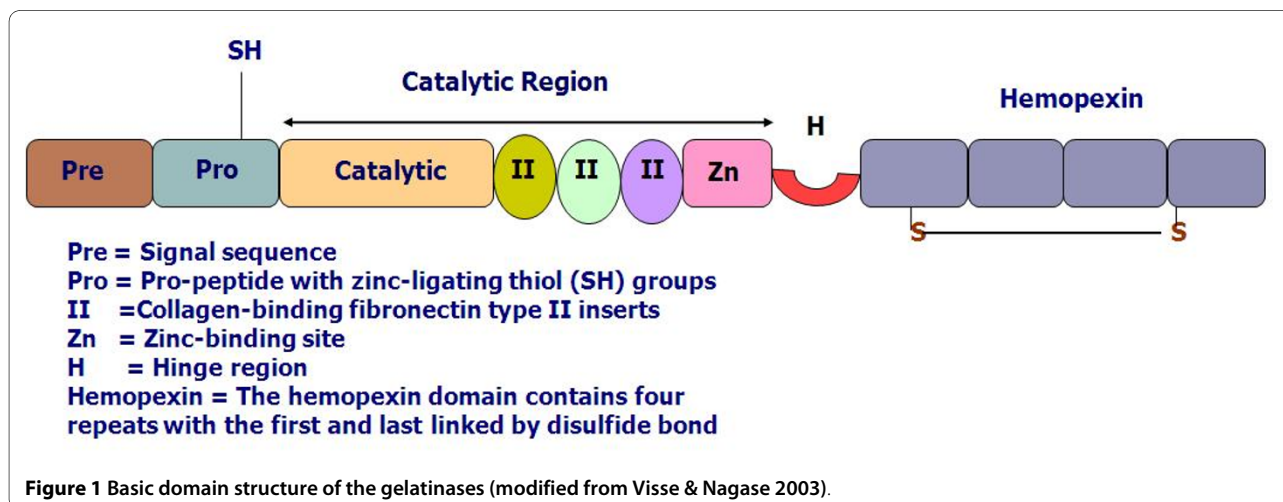 SH
Catalytic Region
H
Hemopexin
Pre
Pro
Catalytic
II
II
II
Zn
S
S
Pre = Signal sequence
Pro = Pro-peptide with zinc-ligating thiol (SH) groups
II =Collagen-binding fibronectin type II inserts
Zn = Zinc-binding site
H = Hinge region
Hemopexin = The hemopexin domain contains four
repeats with the first and last linked by disulfide bond
Figure 1 Basic domain structure of the gelatinases (modified from Visse & Nagase 2003).